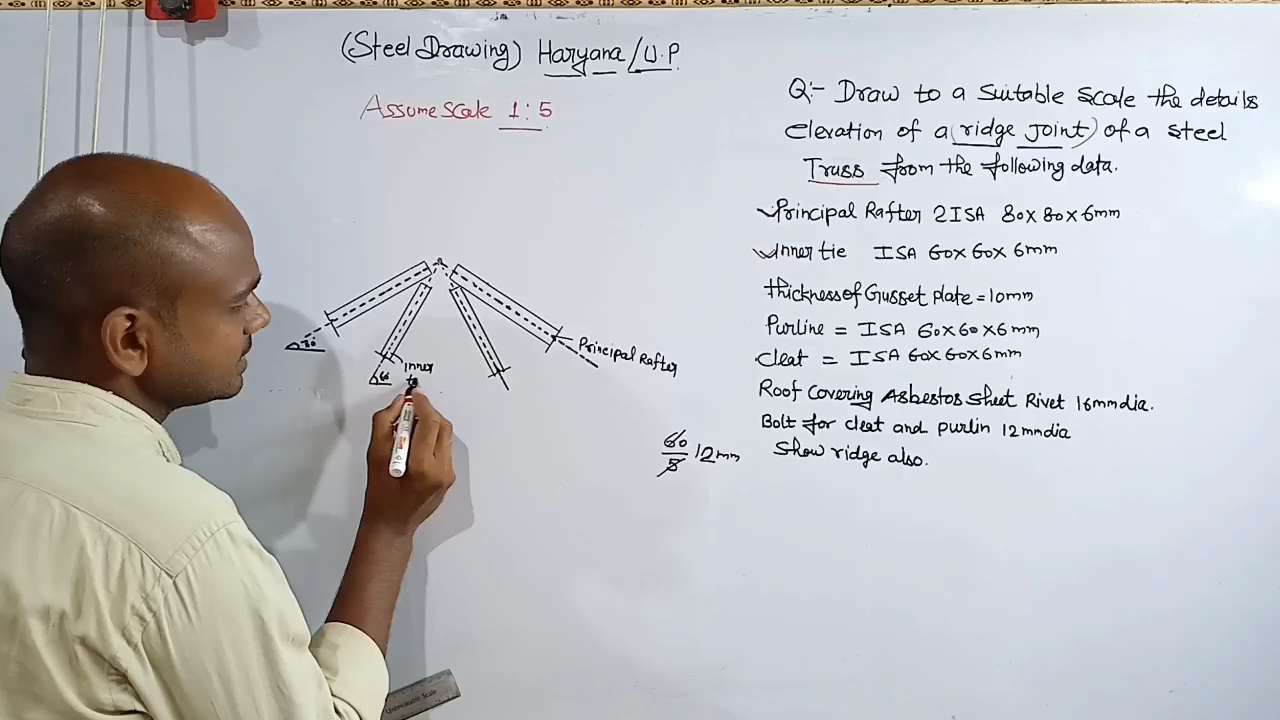 (Steel Drawing) Haryana/U.P
Assume Scale 1:5
Q:- Draw to a suitable scale the details
elevation of a (ridge joint) of a steel
Truss from the following data.
Principal Rafter 2ISA 80x80x6mm
Inner tie ISA 60x60x6mm
thickness of Gusset plate = 10mm
Purline = ISA 60x60x6mm
Cleat = ISA 60x60x6mm
Roof Covering Asbestos Sheet Rivet 16mm dia.
Bolt for cleat and purlin 12mm dia
Show ridge also.
Principal Rafter
30°
Inner
60
60
5
12mm